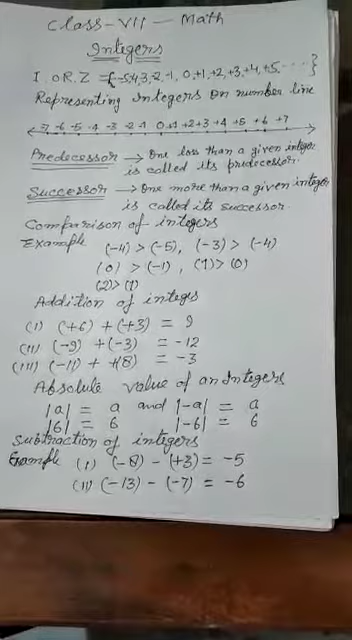 Class-VII - Math
Integers
I. or Z = {-5,4,3,-2,-1, 0,+1,+2,+3,+4,+5,....}
Representing Integers on number line
-7 -6 -5 -4 -3 -2 -1 0 +1 +2 +3 +4 +5 +6 +7
Predecessor → One loss than a given integer
is called its predecessor.
Successor → One more than a given integer
is called its successor.
Comparison of integers
Example (-4) > (-5), (-3) > (-4)
(0) > (-1), (1) > (0)
(2) > (1)
Addition of integes
(i) (+6) + (+3) = 9
(ii) (-9) + (-3) = -12
(iii) (-11) + (8) = -3
Absolute value of an Integers
|a| = a and |-a| = a
|6| = 6 |-6| = 6
Subtraction of integers
Example (i) (-8) - (+3) = -5
(ii) (-13) - (-7) = -6